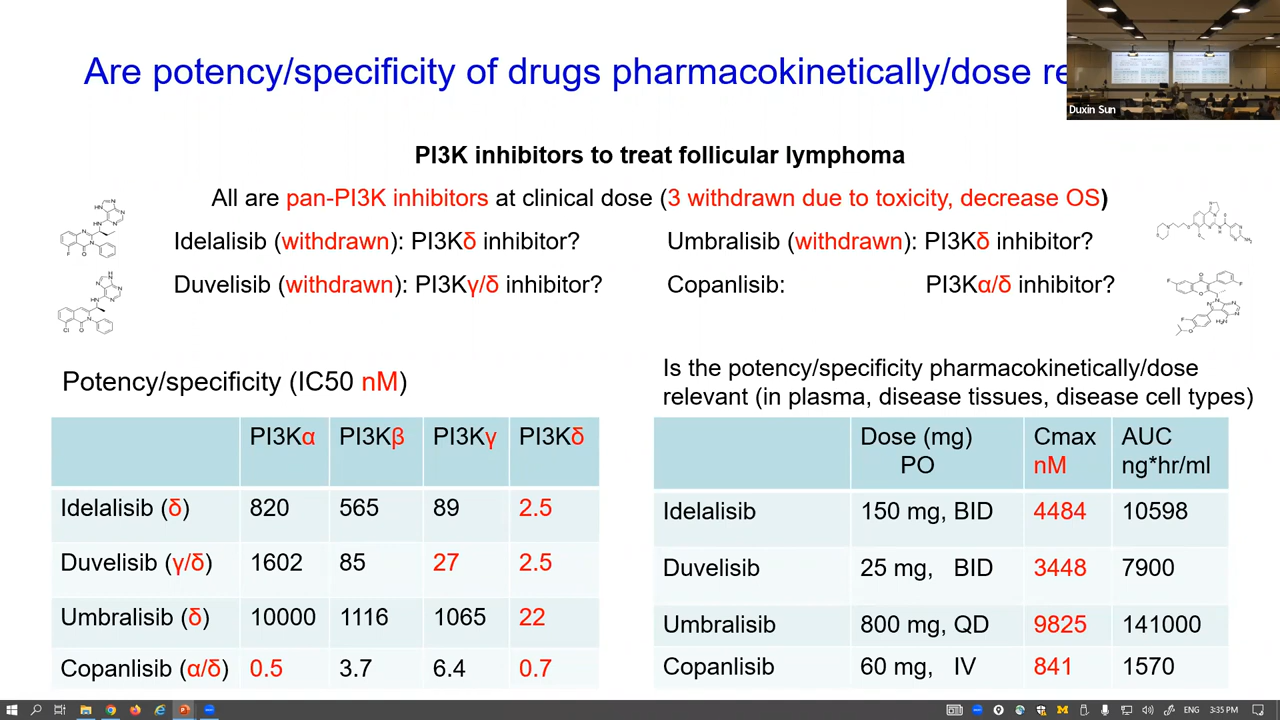 Are potency/specificity of drugs pharmacokinetically/dose re
Duxin Sun
PI3K inhibitors to treat follicular lymphoma
All are pan-PI3K inhibitors at clinical dose (3 withdrawn due to toxicity, decrease OS)
Idelalisib (withdrawn): PI3Kδ inhibitor?
Duvelisib (withdrawn): PI3Kγ/δ inhibitor?
Umbralisib (withdrawn): PI3Kδ inhibitor?
Copanlisib: PI3Kα/δ inhibitor?
Potency/specificity (IC50 nM)
PI3Kα PI3Kβ PI3Kγ PI3Kδ
Idelalisib (δ) 820 565 89 2.5
Duvelisib (γ/δ) 1602 85 27 2.5
Umbralisib (δ) 10000 1116 1065 22
Copanlisib (α/δ) 0.5 3.7 6.4 0.7
Is the potency/specificity pharmacokinetically/dose
relevant (in plasma, disease tissues, disease cell types)
Dose (mg) Cmax AUC
PO nM ng*hr/ml
Idelalisib 150 mg, BID 4484 10598
Duvelisib 25 mg, BID 3448 7900
Umbralisib 800 mg, QD 9825 141000
Copanlisib 60 mg, IV 841 1570
ENG 3:35 PM